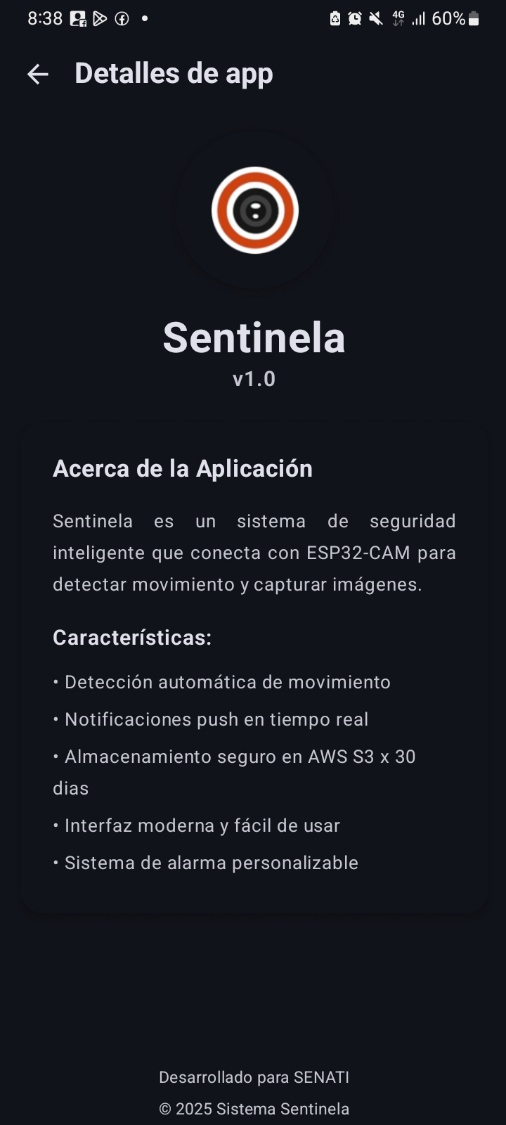 8:38 4G 60%
Detalles de app
Sentinela
v1.0
Acerca de la Aplicación
Sentinela es un sistema de seguridad
inteligente que conecta con ESP32-CAM para
detectar movimiento y capturar imágenes.
Características:
• Detección automática de movimiento
• Notificaciones push en tiempo real
• Almacenamiento seguro en AWS S3 x 30
dias
• Interfaz moderna y fácil de usar
• Sistema de alarma personalizable
Desarrollado para SENATI
© 2025 Sistema Sentinela